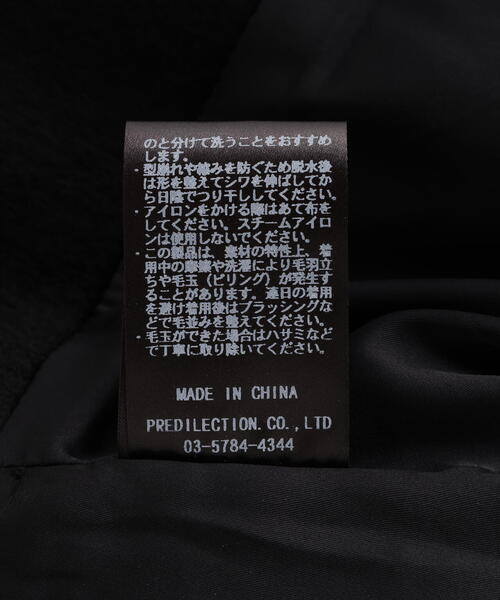 のと分けて洗うことをおすすめ
します。
・型崩れや縮みを防ぐため脱水後
は形を整えてシワを伸ばしてか
ら日陰でつり干ししてください。
・アイロンをかける際はあて布を
してください。スチームアイロ
ンは使用しないでください。
・この製品は、素材の特性上、着
用中の摩擦や洗濯により毛羽立
ちや毛玉（ピリング）が発生す
ることがあります。連日の着用
を避け着用後はブラッシングな
どで毛並みを整えてください。
・毛玉ができた場合はハサミなど
で丁寧に取り除いてください。
MADE IN CHINA
PREDILECTION.CO.,LTD
03-5784-4344